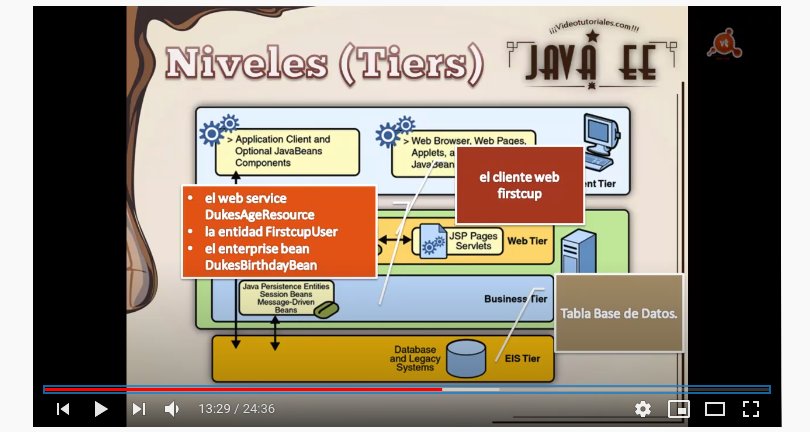 ¡¡¡Videotutoriales.com!!!
Niveles (Tiers)
JAVA EE
vt
> Application Client and
Optional JavaBeans
Components
> Web Browser, Web Pages,
Applets, a
JavaBean
ent Tier
el cliente web
firstcup
• el web service
DukesAgeResource
• la entidad FirstcupUser
• el enterprise bean
DukesBirthdayBean
JSP Pages
Servlets
Web Tier
Java Persistence Entities
Session Beans
Message-Driven
Beans
Business Tier
Tabla Base de Datos.
Database
and Legacy
Systems
EIS Tier
13:29 / 24:36